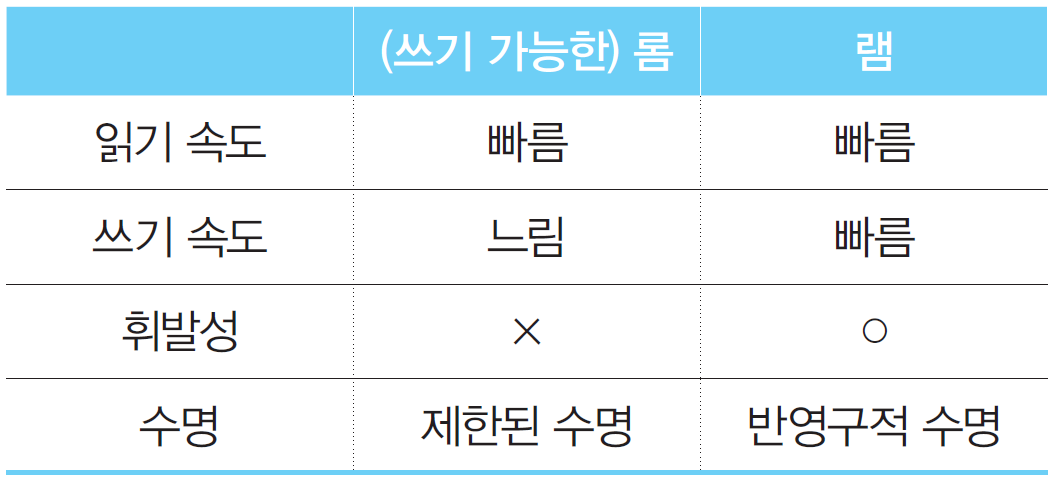 (쓰기 가능한) 롬 램
읽기 속도 빠름 빠름
쓰기 속도 느림 빠름
휘발성 × ○
수명 제한된 수명 반영구적 수명